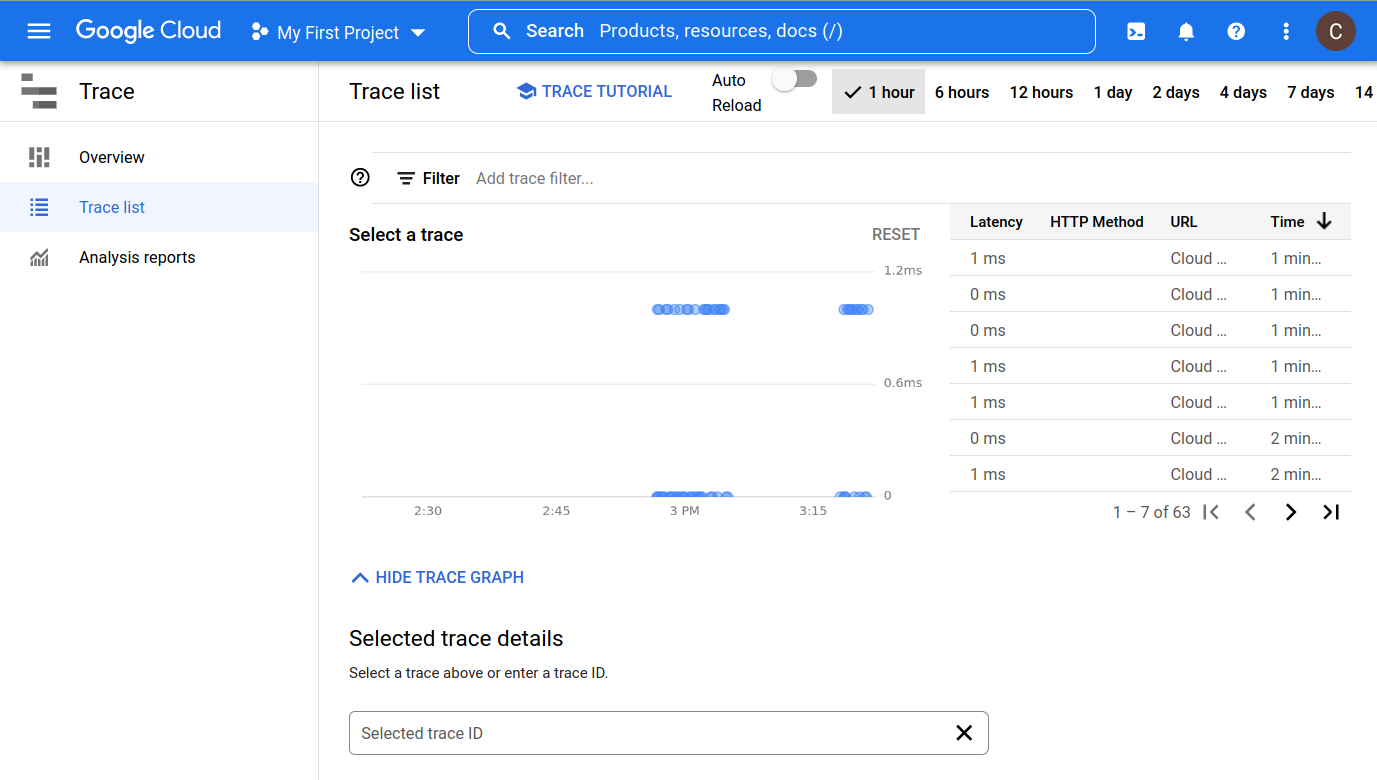 Google Cloud
My First Project
Search Products, resources, docs (/)
C
Trace
Trace list
TRACE TUTORIAL
Auto
Reload
1 hour
6 hours
12 hours
1 day
2 days
4 days
7 days
14
Overview
Trace list
Analysis reports
Filter Add trace filter...
Select a trace
RESET
1.2ms
0.6ms
0
2:30 2:45 3 PM 3:15
Latency HTTP Method URL Time
1 ms Cloud ... 1 min...
0 ms Cloud ... 1 min...
0 ms Cloud ... 1 min...
1 ms Cloud ... 1 min...
1 ms Cloud ... 1 min...
0 ms Cloud ... 2 min...
1 ms Cloud ... 2 min...
1 – 7 of 63
HIDE TRACE GRAPH
Selected trace details
Select a trace above or enter a trace ID.
Selected trace ID